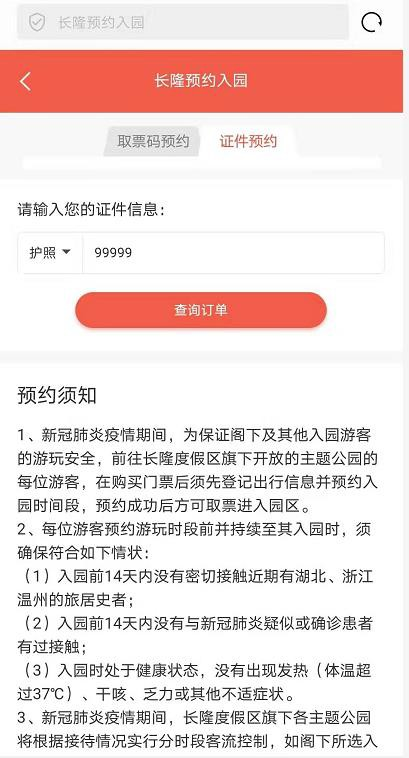 长隆预约入园
长隆预约入园
取票码预约 证件预约
请输入您的证件信息：
护照 99999
查询订单
预约须知
1、新冠肺炎疫情期间，为保证阁下及其他入园游客
的游玩安全，前往长隆度假区旗下开放的主题公园的
每位游客，在购买门票后须先登记出行信息并预约入
园时间段，预约成功后方可取票进入园区。
2、每位游客预约游玩时段前并持续至其入园时，须
确保符合如下情状：
（1）入园前14天内没有密切接触近期有湖北、浙江
温州的旅居史者；
（2）入园前14天内没有与新冠肺炎疑似或确诊患者
有过接触；
（3）入园时处于健康状态，没有出现发热（体温超
过37℃）、干咳、乏力或其他不适症状。
3、新冠肺炎疫情期间，长隆度假区旗下各主题公园
将根据接待情况实行分时段客流控制，如阁下所选入